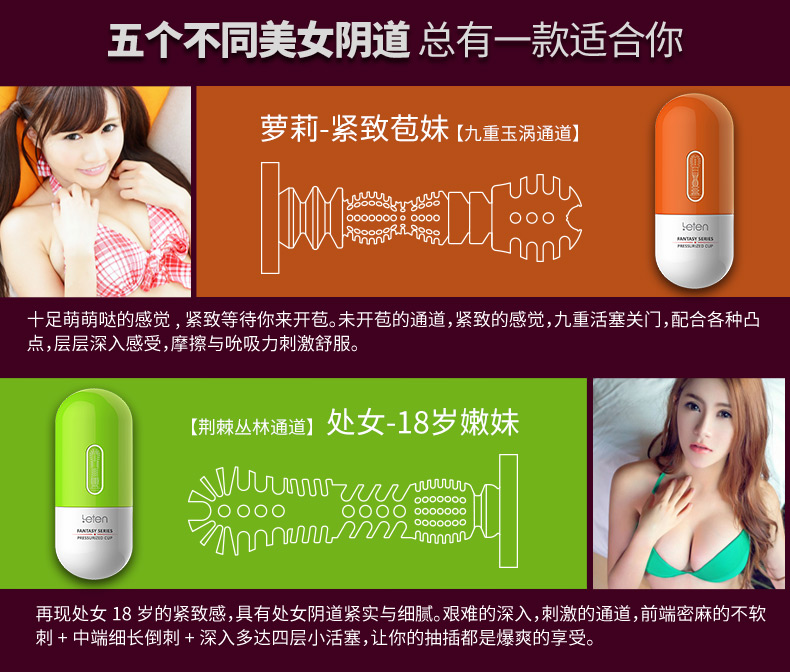 五个不同美女阴道 总有一款适合你
萝莉-紧致苞妹【九重玉涡通道】
Leten
FANTASY SERIES
PRESSURIZED CUP
十足萌萌哒的感觉，紧致等待你来开苞。未开苞的通道，紧致的感觉，九重活塞关门，配合各种凸
点，层层深入感受，摩擦与吮吸力刺激舒服。
【荆棘丛林通道】处女-18岁嫩妹
Leten
FANTASY SERIES
PRESSURIZED CUP
再现处女 18 岁的紧致感，具有处女阴道紧实与细腻。艰难的深入，刺激的通道，前端密麻的不软
刺 + 中端细长倒刺 + 深入多达四层小活塞，让你的抽插都是爆爽的享受。